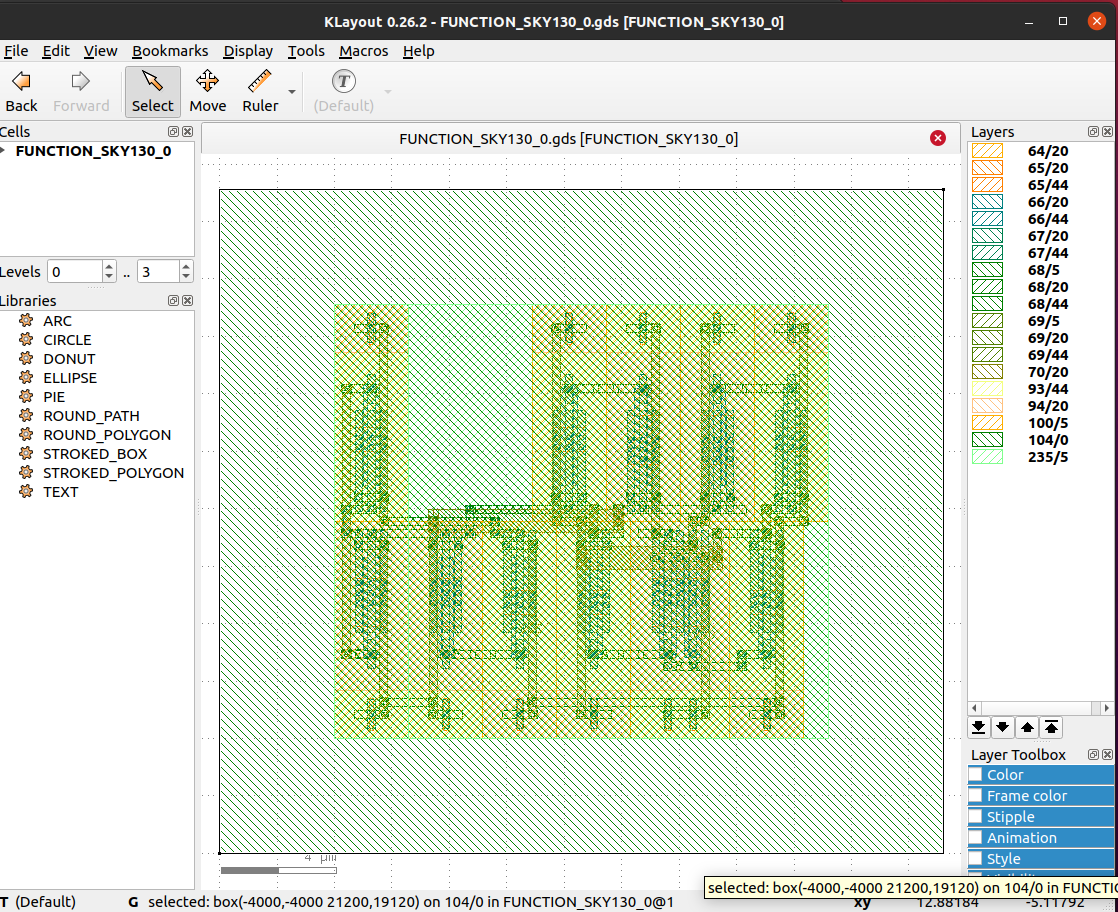 KLayout 0.26.2 - FUNCTION_SKY130_0.gds [FUNCTION_SKY130_0]
File Edit View Bookmarks Display Tools Macros Help
Back Forward Select Move Ruler T (Default)
Cells
FUNCTION_SKY130_0
Levels 0 .. 3
Libraries
ARC
CIRCLE
DONUT
ELLIPSE
PIE
ROUND_PATH
ROUND_POLYGON
STROKED_BOX
STROKED_POLYGON
TEXT
FUNCTION_SKY130_0.gds [FUNCTION_SKY130_0]
4 µm
Layers
64/20
65/20
65/44
66/20
66/44
67/20
67/44
68/5
68/20
68/44
69/5
69/20
69/44
70/20
93/44
94/20
100/5
104/0
235/5
Layer Toolbox
Color
Frame color
Stipple
Animation
Style
selected: box(-4000,-4000 21200,19120) on 104/0 in FUNCTIO
T (Default) G selected: box(-4000,-4000 21200,19120) on 104/0 in FUNCTION_SKY130_0@1 xy 12.88184 -5.11792